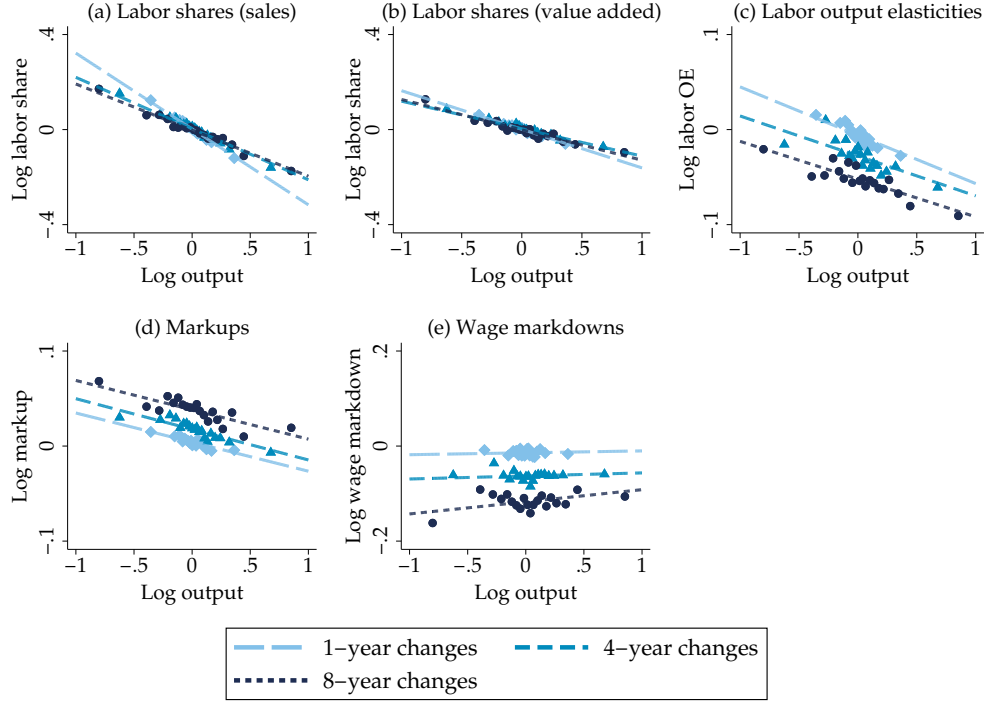 (a) Labor shares (sales)
Log labor share
.4
0
−.4
−1 −.5 0 .5 1
Log output
(b) Labor shares (value added)
Log labor share
.4
0
−.4
−1 −.5 0 .5 1
Log output
(c) Labor output elasticities
Log labor OE
.1
0
−.1
−1 −.5 0 .5 1
Log output
(d) Markups
Log markup
.1
0
−.1
−1 −.5 0 .5 1
Log output
(e) Wage markdowns
Log wage markdown
.2
0
−.2
−1 −.5 0 .5 1
Log output
1−year changes
4−year changes
8−year changes